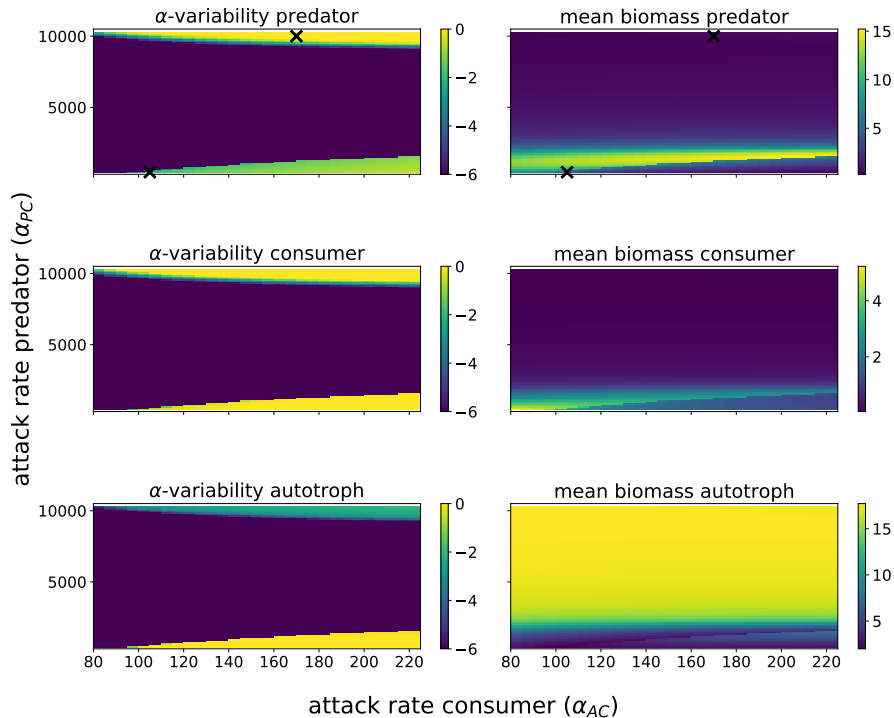 α-variability predator
mean biomass predator
10000
5000
0
−2
−4
−6
15
10
5
attack rate predator (α_PC)
α-variability consumer
mean biomass consumer
10000
5000
0
−2
−4
−6
4
2
α-variability autotroph
mean biomass autotroph
10000
5000
0
−2
−4
−6
15
10
5
80 100 120 140 160 180 200 220
80 100 120 140 160 180 200 220
attack rate consumer (α_AC)